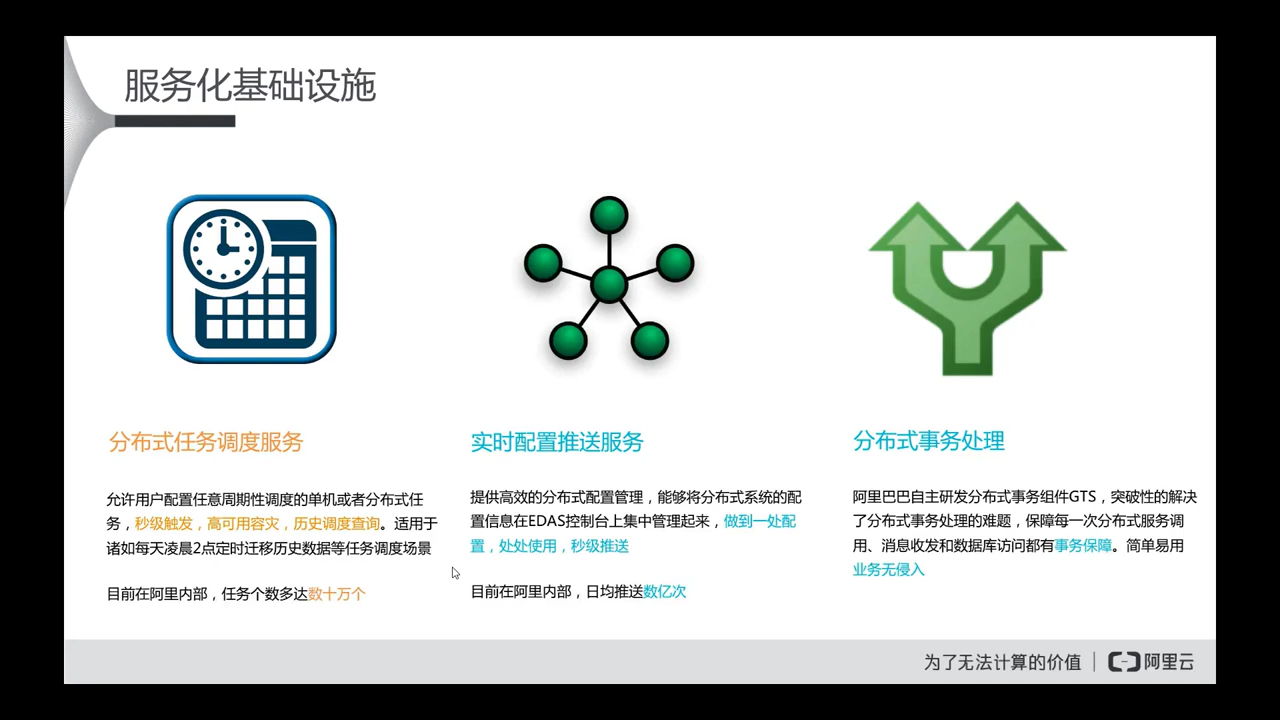 服务化基础设施
分布式任务调度服务
允许用户配置任意周期性调度的单机或者分布式任
务，秒级触发，高可用容灾，历史调度查询。适用于
诸如每天凌晨2点定时迁移历史数据等任务调度场景
目前在阿里内部，任务个数多达数十万个
实时配置推送服务
提供高效的分布式配置管理，能够将分布式系统的配
置信息在EDAS控制台上集中管理起来，做到一处配
置，处处使用，秒级推送
目前在阿里内部，日均推送数亿次
分布式事务处理
阿里巴巴自主研发分布式事务组件GTS，突破性的解决
了分布式事务处理的难题，保障每一次分布式服务调
用、消息收发和数据库访问都有事务保障。简单易用
业务无侵入
为了无法计算的价值 | 阿里云